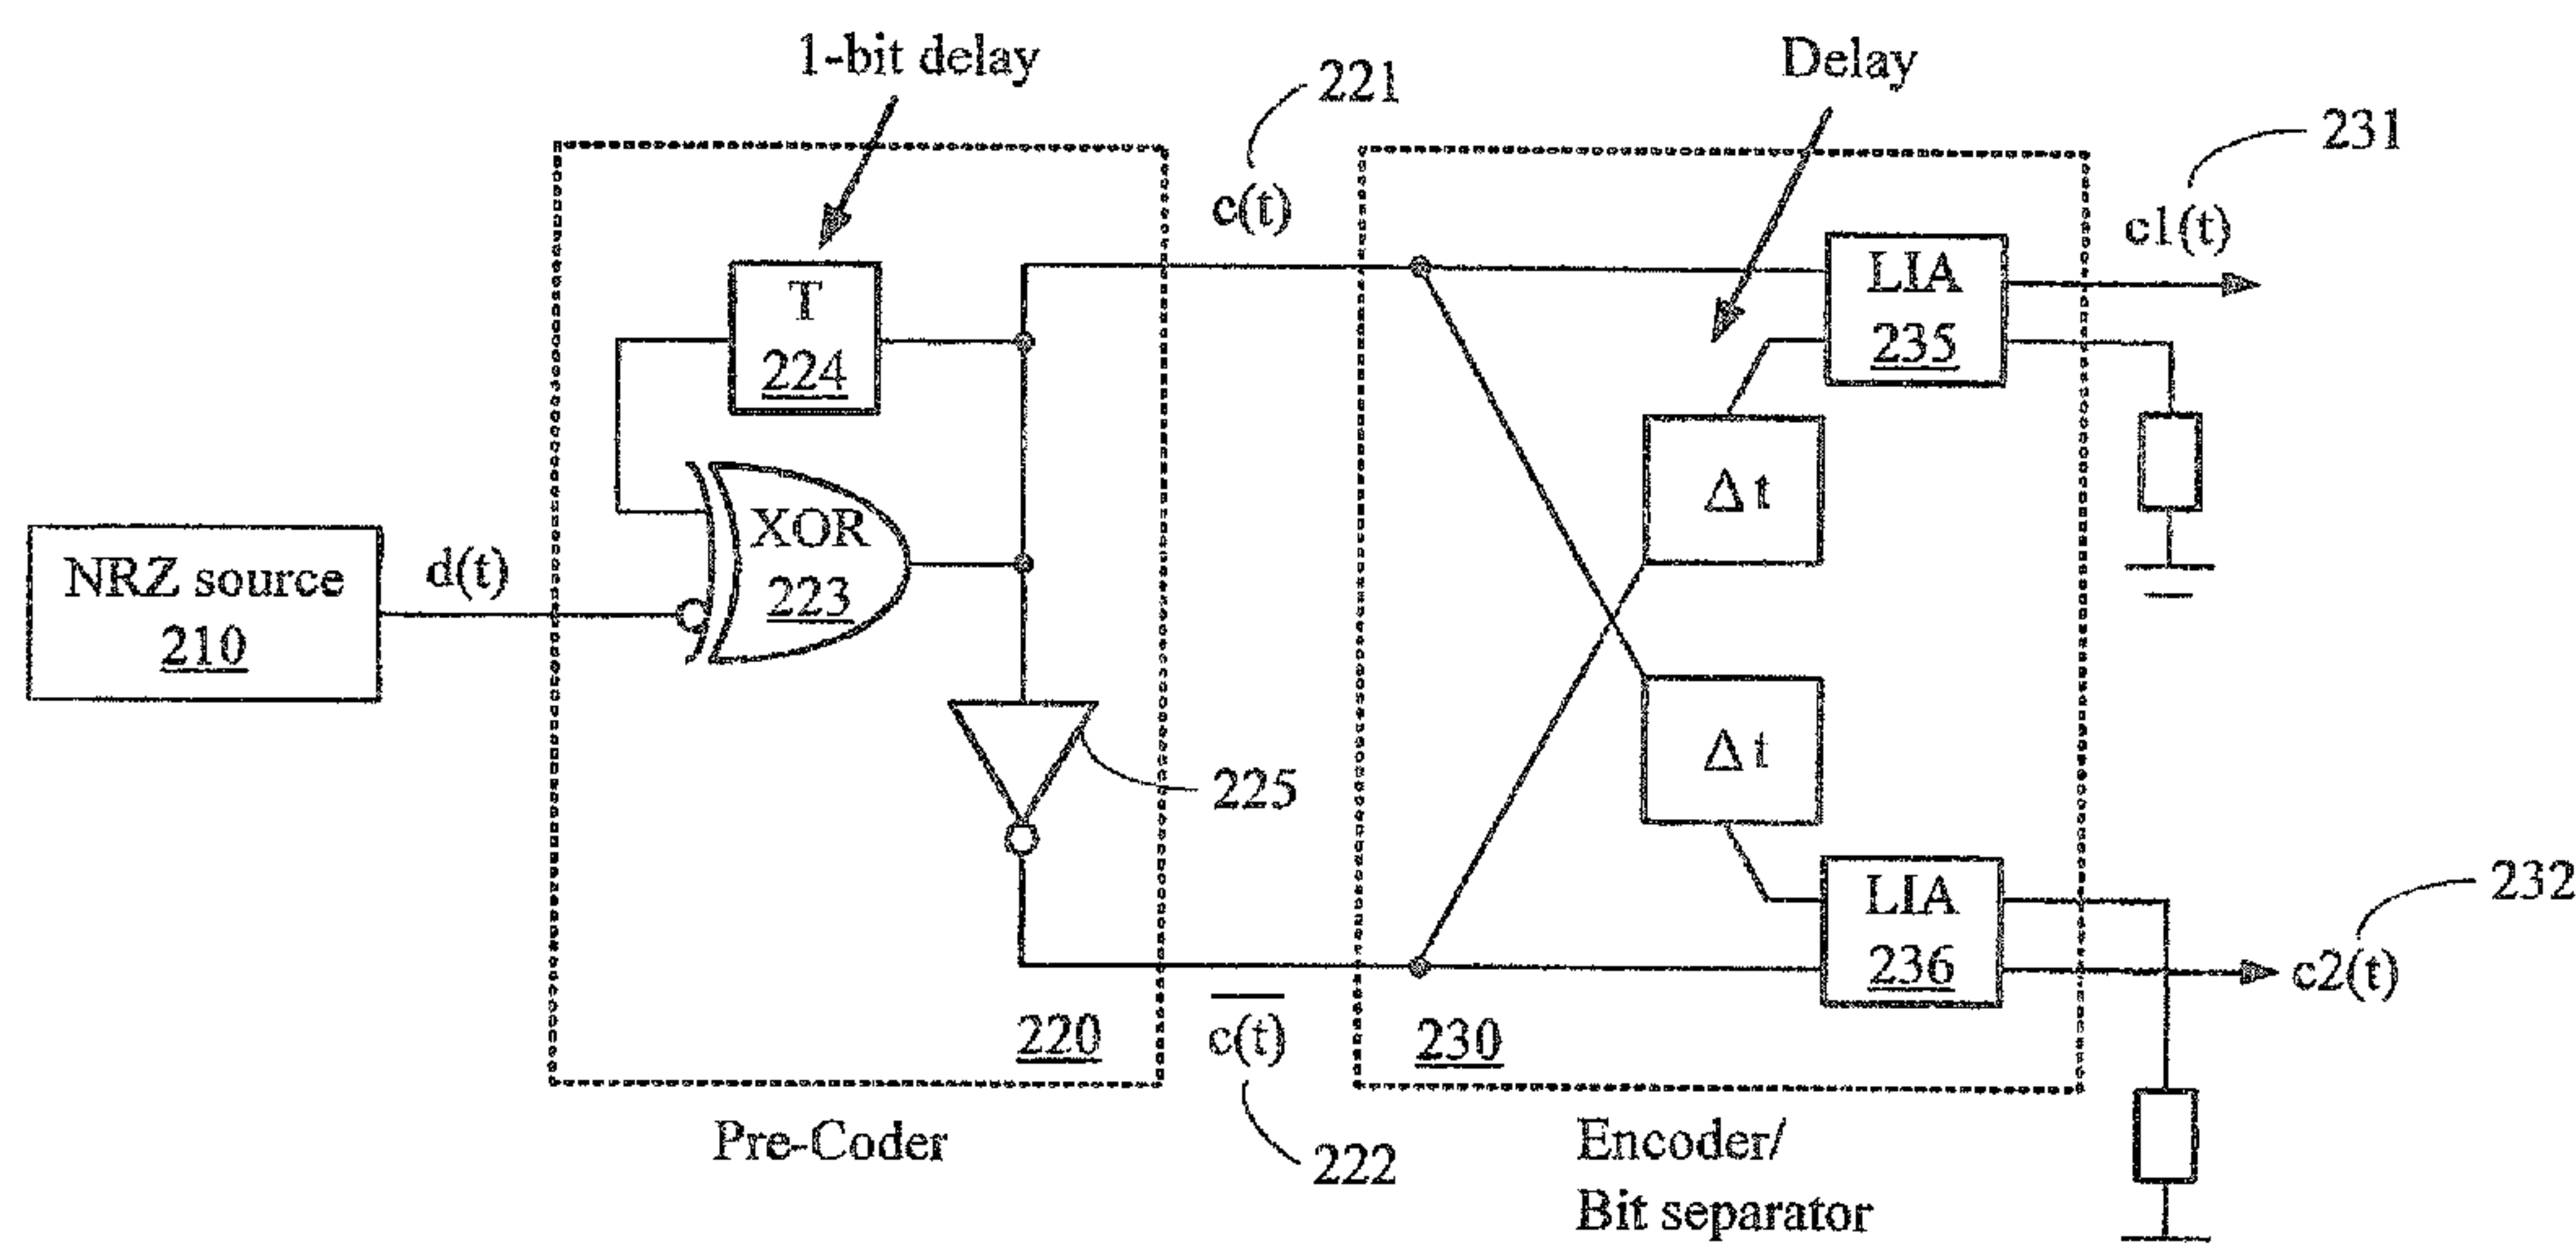 1-bit delay
221
Delay
231
c(t)
c1(t)
T
224
LIA
235
Δt
NRZ source
210
d(t)
XOR
223
Δt
225
LIA
236
232
c2(t)
220
c(t)
230
222
Pre-Coder
Encoder/
Bit separator